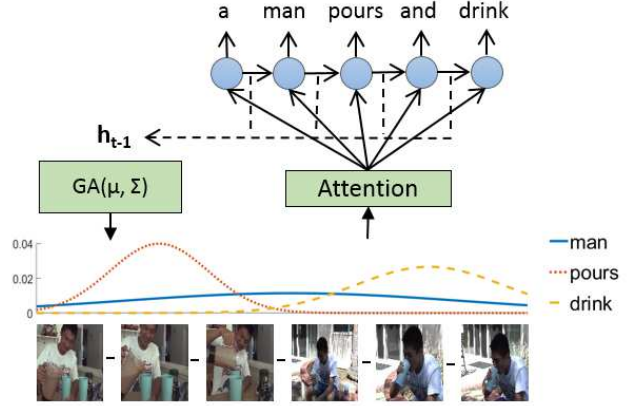 a man pours and drink
h_{t-1}
GA(μ, Σ)
Attention
0.04
0.02
0
man
pours
drink